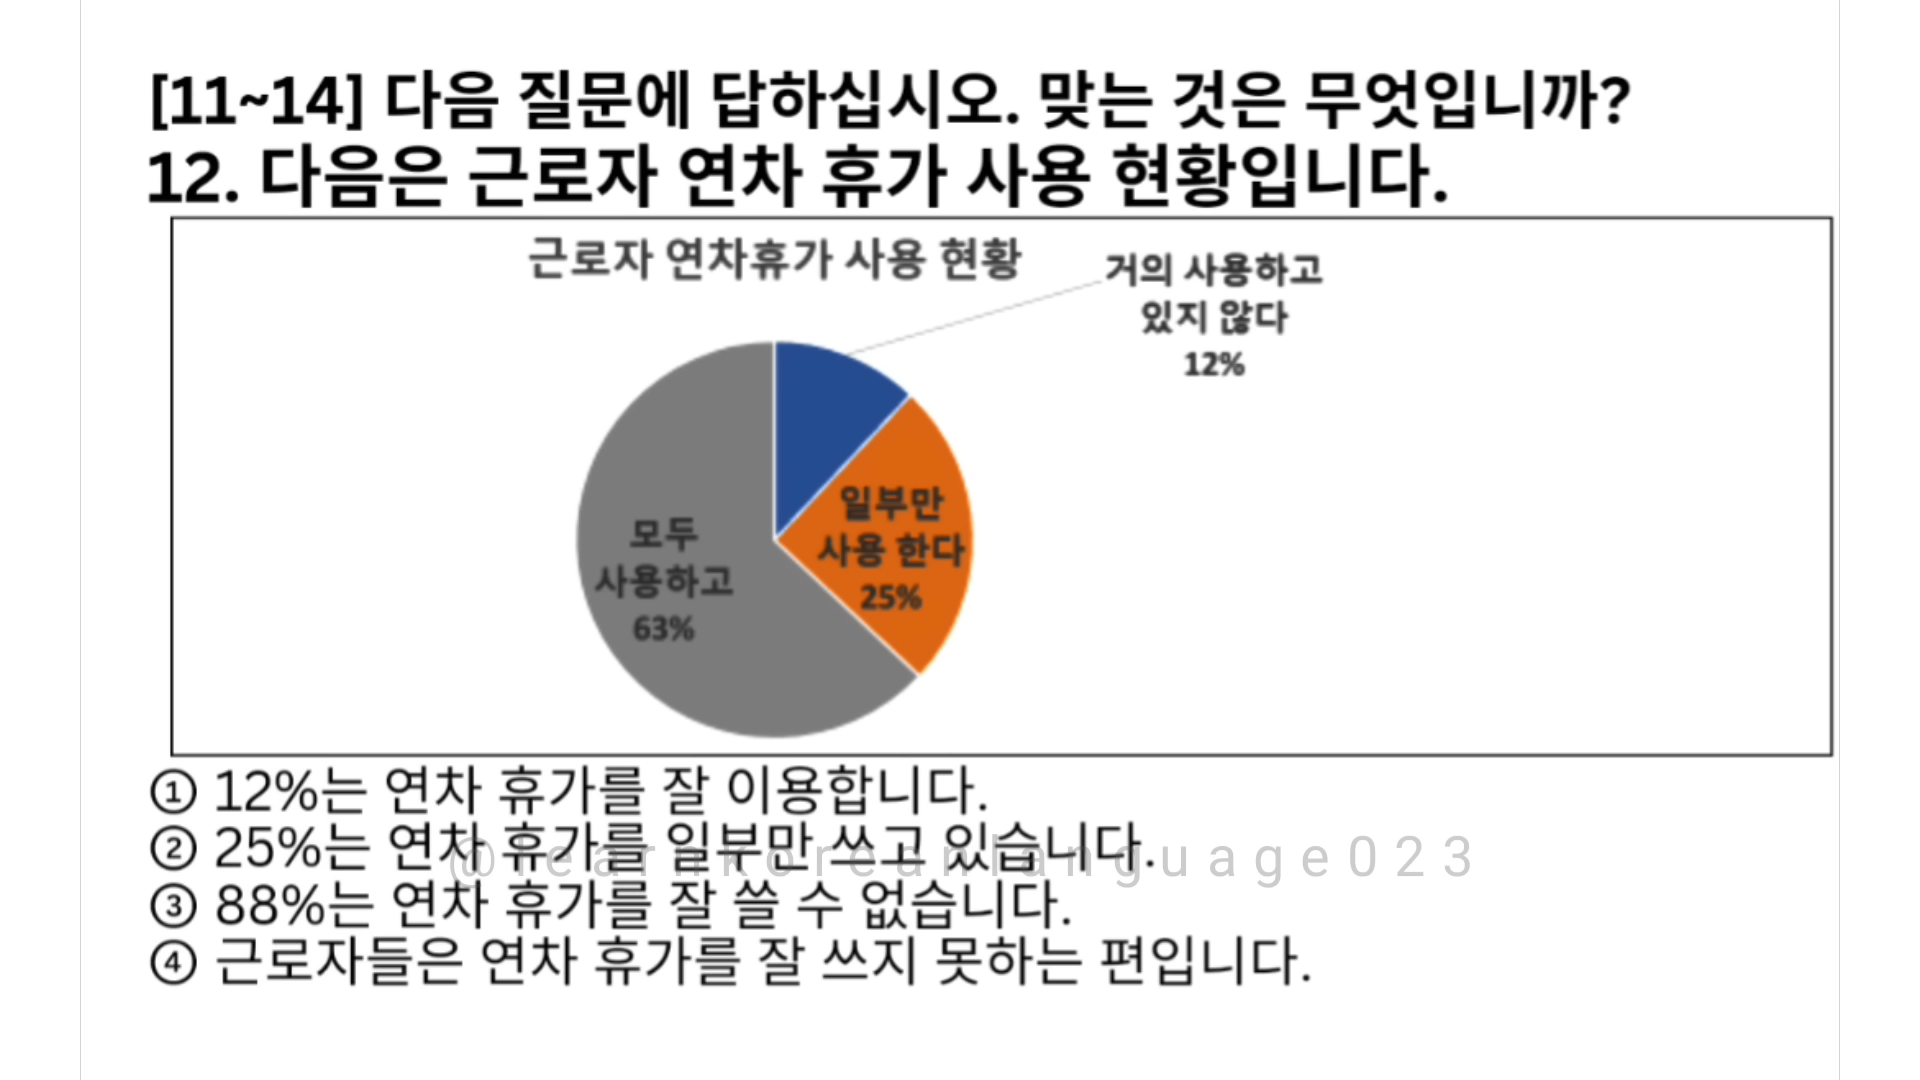 [11~14] 다음 질문에 답하십시오. 맞는 것은 무엇입니까?
12. 다음은 근로자 연차 휴가 사용 현황입니다.
근로자 연차휴가 사용 현황
거의 사용하고
있지 않다
12%
일부만
사용 한다
25%
모두
사용하고
63%
① 12%는 연차 휴가를 잘 이용합니다.
② 25%는 연차 휴가를 일부만 쓰고 있습니다.
@learnkoreanlanguage023
③ 88%는 연차 휴가를 잘 쓸 수 없습니다.
④ 근로자들은 연차 휴가를 잘 쓰지 못하는 편입니다.